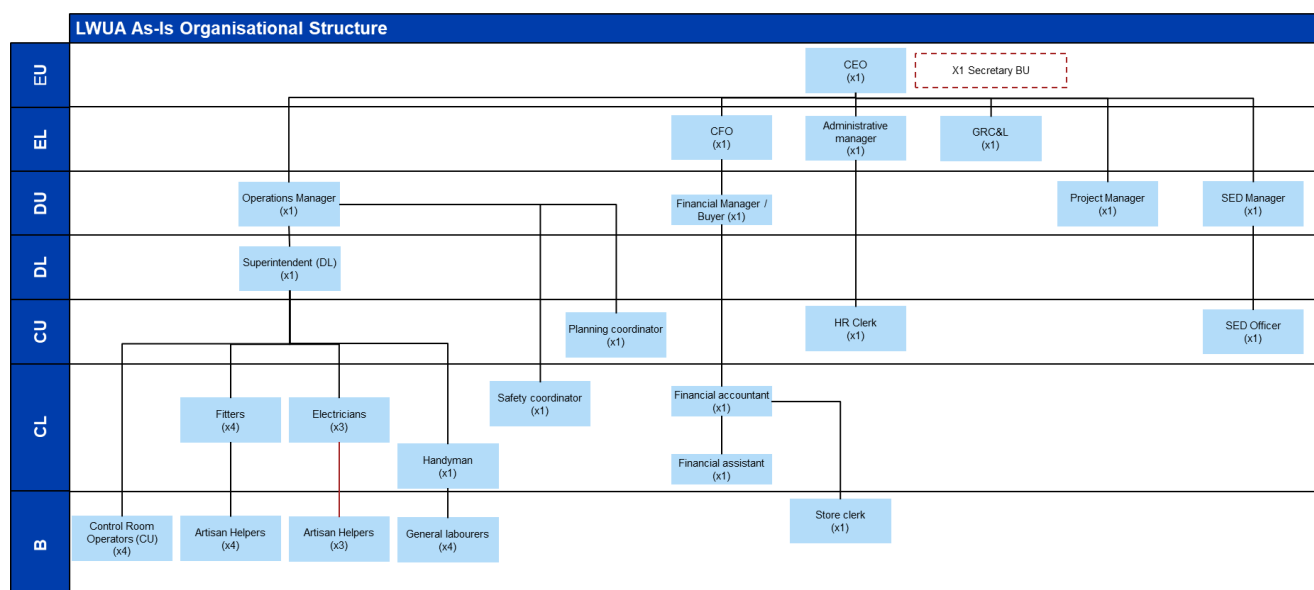 LWUA As-Is Organisational Structure
EU
CEO
(x1)
X1 Secretary BU
EL
CFO
(x1)
Administrative
manager
(x1)
GRC&L
(x1)
DU
Operations Manager
(x1)
Financial Manager /
Buyer (x1)
Project Manager
(x1)
SED Manager
(x1)
DL
Superintendent (DL)
(x1)
CU
Planning coordinator
(x1)
HR Clerk
(x1)
SED Officer
(x1)
CL
Fitters
(x4)
Electricians
(x3)
Handyman
(x1)
Safety coordinator
(x1)
Financial accountant
(x1)
Financial assistant
(x1)
B
Control Room
Operators (CU)
(x4)
Artisan Helpers
(x4)
Artisan Helpers
(x3)
General labourers
(x4)
Store clerk
(x1)